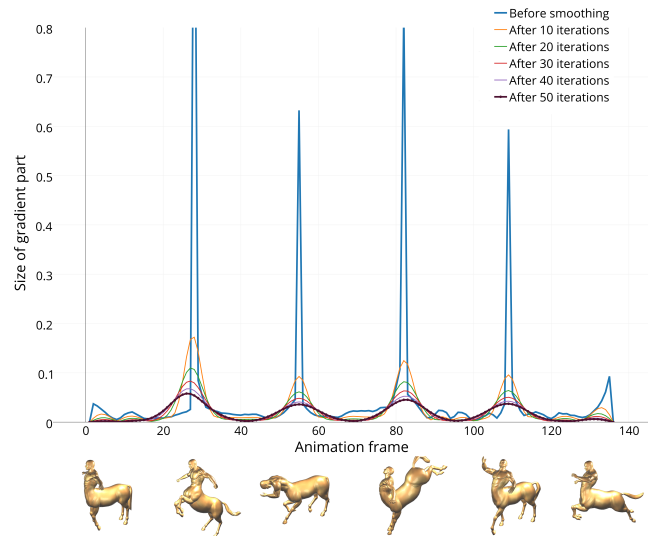 Before smoothing
After 10 iterations
After 20 iterations
After 30 iterations
After 40 iterations
After 50 iterations
0.8
0.7
0.6
0.5
0.4
0.3
0.2
0.1
0
Size of gradient part
0 20 40 60 80 100 120 140
Animation frame